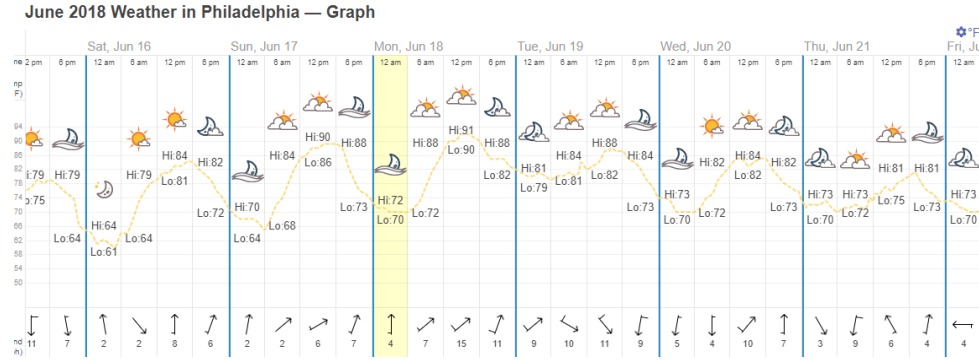 June 2018 Weather in Philadelphia — Graph
°F
Sat, Jun 16 Sun, Jun 17 Mon, Jun 18 Tue, Jun 19 Wed, Jun 20 Thu, Jun 21 Fri, Ju
2 pm 6 pm 12 am 6 am 12 pm 6 pm 12 am 6 am 12 pm 6 pm 12 am 6 am 12 pm 6 pm 12 am 6 am 12 pm 6 pm 12 am 6 am 12 pm 6 pm 12 am 6 am 12 pm 6 pm 12 am
mp
F)
94
90
86
82
78
74
70
66
62
58
54
50
i:79 Hi:79 Hi:64 Hi:79 Hi:84 Hi:82 Hi:70 Hi:84 Hi:90 Hi:88 Hi:72 Hi:88 Hi:91 Hi:88 Hi:81 Hi:84 Hi:88 Hi:84 Hi:73 Hi:82 Hi:84 Hi:82 Hi:73 Hi:73 Hi:81 Hi:81 Hi:73
o:75 Lo:64 Lo:61 Lo:64 Lo:81 Lo:72 Lo:64 Lo:68 Lo:86 Lo:73 Lo:70 Lo:72 Lo:90 Lo:82 Lo:79 Lo:81 Lo:82 Lo:73 Lo:70 Lo:72 Lo:82 Lo:73 Lo:70 Lo:72 Lo:75 Lo:73 Lo:70
nd
h)
11 7 2 2 8 6 2 2 6 7 4 7 15 11 9 10 11 9 5 4 10 7 3 9 6 4 4